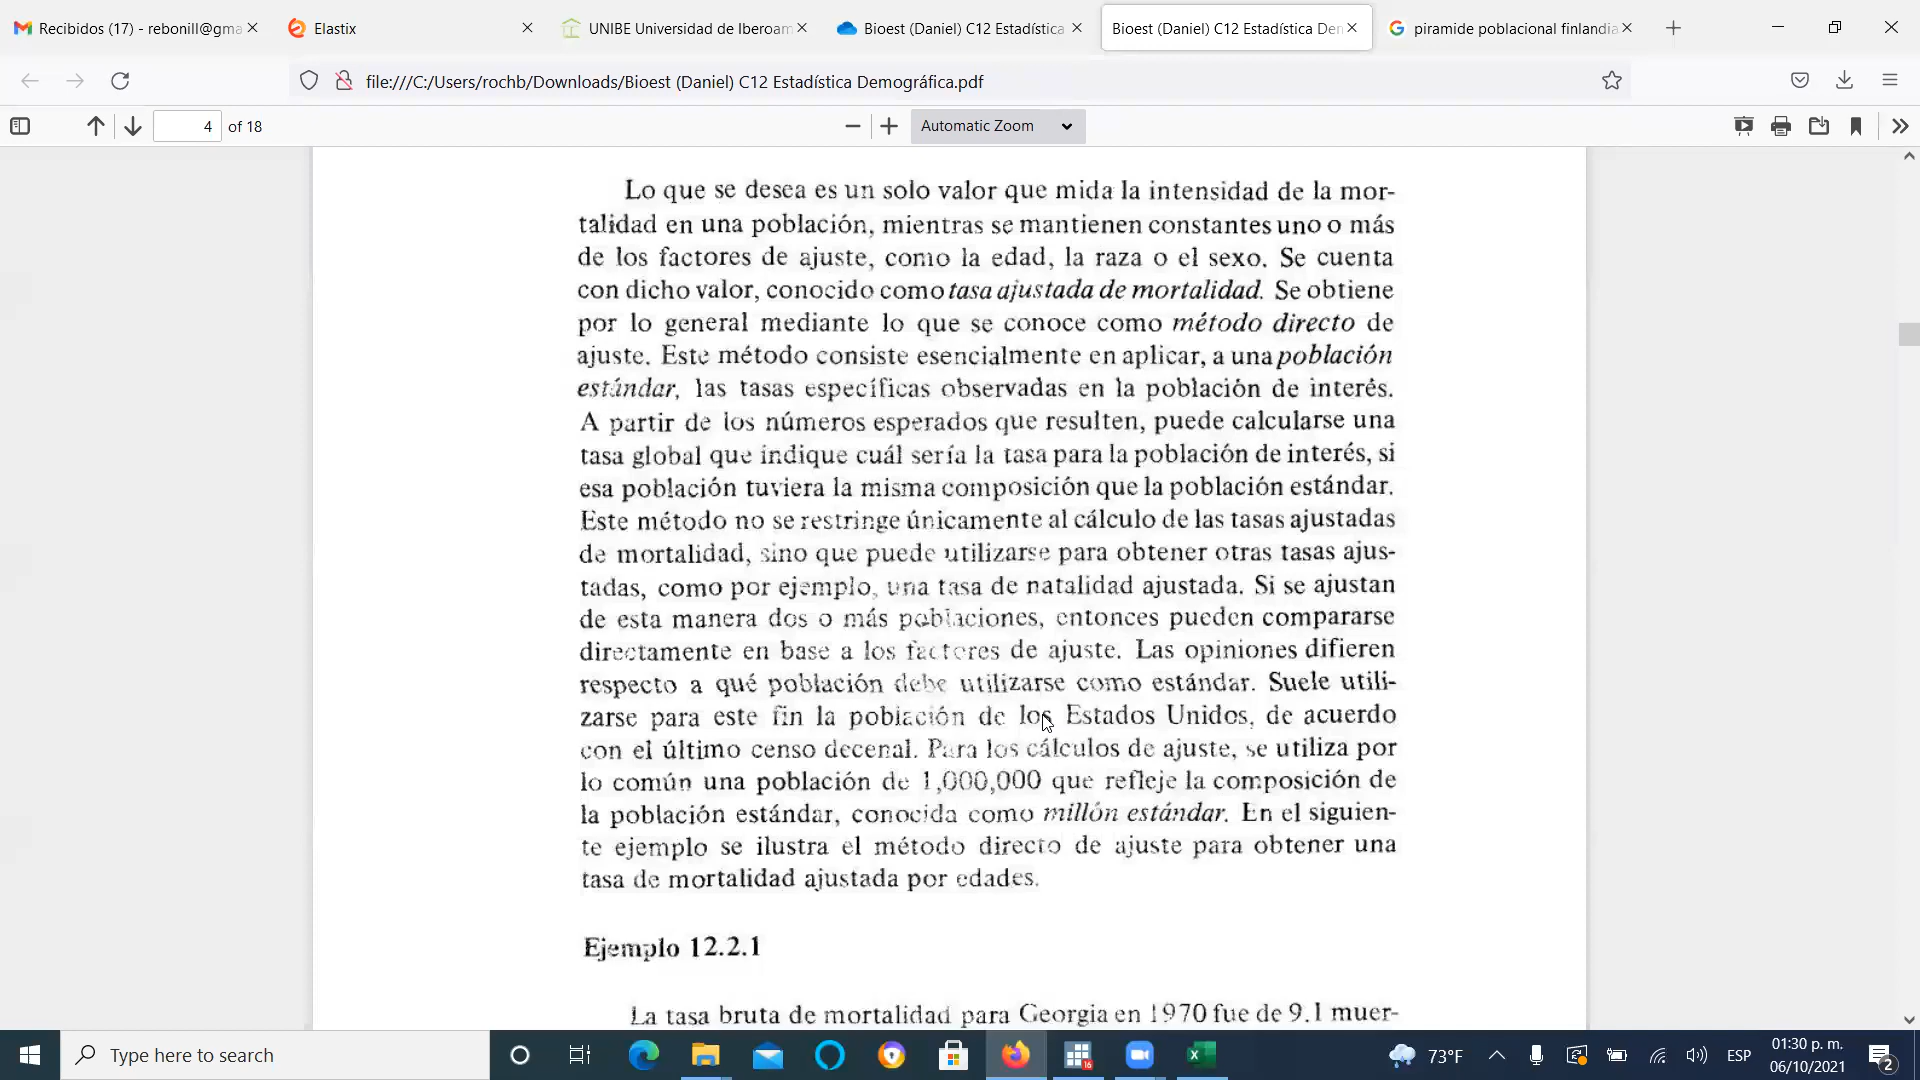 Recibidos (17) - rebonill@gma
Elastix
UNIBE Universidad de Iberoam
Bioest (Daniel) C12 Estadística
Bioest (Daniel) C12 Estadística Den
piramide poblacional finlandia
file:///C:/Users/rochb/Downloads/Bioest (Daniel) C12 Estadística Demográfica.pdf
4 of 18
Automatic Zoom
Lo que se desea es un solo valor que mida la intensidad de la mor-
talidad en una población, mientras se mantienen constantes uno o más
de los factores de ajuste, como la edad, la raza o el sexo. Se cuenta
con dicho valor, conocido como tasa ajustada de mortalidad. Se obtiene
por lo general mediante lo que se conoce como método directo de
ajuste. Este método consiste esencialmente en aplicar, a una población
estándar, las tasas específicas observadas en la población de interés.
A partir de los números esperados que resulten, puede calcularse una
tasa global que indique cuál sería la tasa para la población de interés, si
esa población tuviera la misma composición que la población estándar.
Este método no se restringe únicamente al cálculo de las tasas ajustadas
de mortalidad, sino que puede utilizarse para obtener otras tasas ajus-
tadas, como por ejemplo, una tasa de natalidad ajustada. Si se ajustan
de esta manera dos o más poblaciones, entonces pueden compararse
directamente en base a los factores de ajuste. Las opiniones difieren
respecto a qué población debe utilizarse como estándar. Suele utili-
zarse para este fin la población de los Estados Unidos, de acuerdo
con el último censo decenal. Para los cálculos de ajuste, se utiliza por
lo común una población de 1,000,000 que refleje la composición de
la población estándar, conocida como millón estándar. En el siguien-
te ejemplo se ilustra el método directo de ajuste para obtener una
tasa de mortalidad ajustada por edades.
Ejemplo 12.2.1
La tasa bruta de mortalidad para Georgia en 1970 fue de 9.1 muer-
Type here to search
16
73°F
ESP
01:30 p. m.
06/10/2021
2